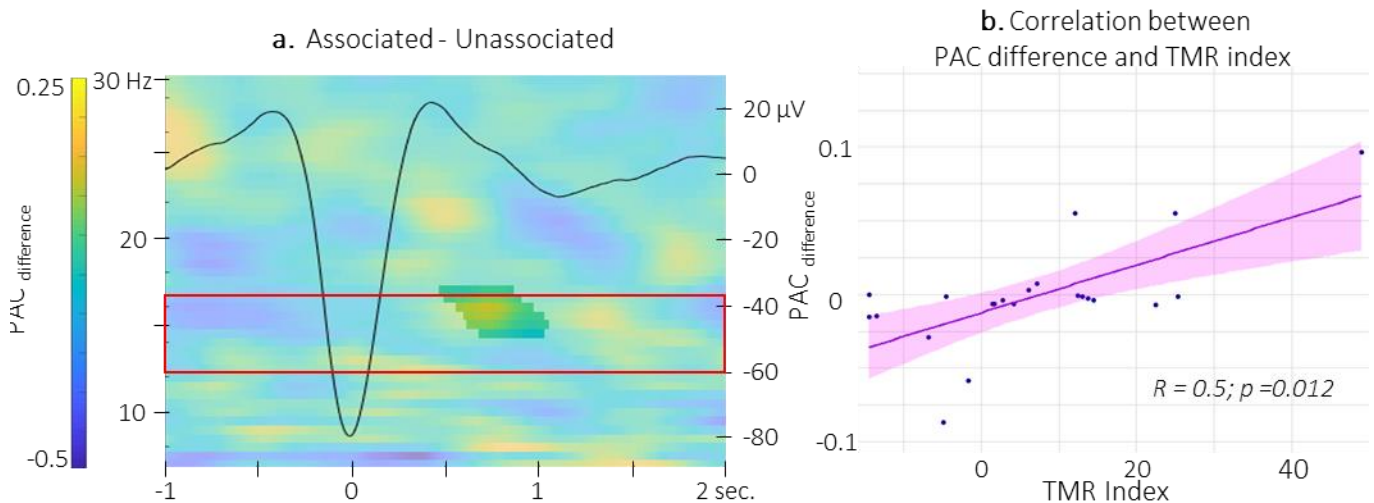 a. Associated - Unassociated
0.25
30 Hz
20
10
-0.5
PAC difference
20 µV
0
-20
-40
-60
-80
-1
0
1
2 sec.
b. Correlation between
PAC difference and TMR index
0.1
0
-0.1
PAC difference
R = 0.5; p =0.012
0
20
40
TMR Index